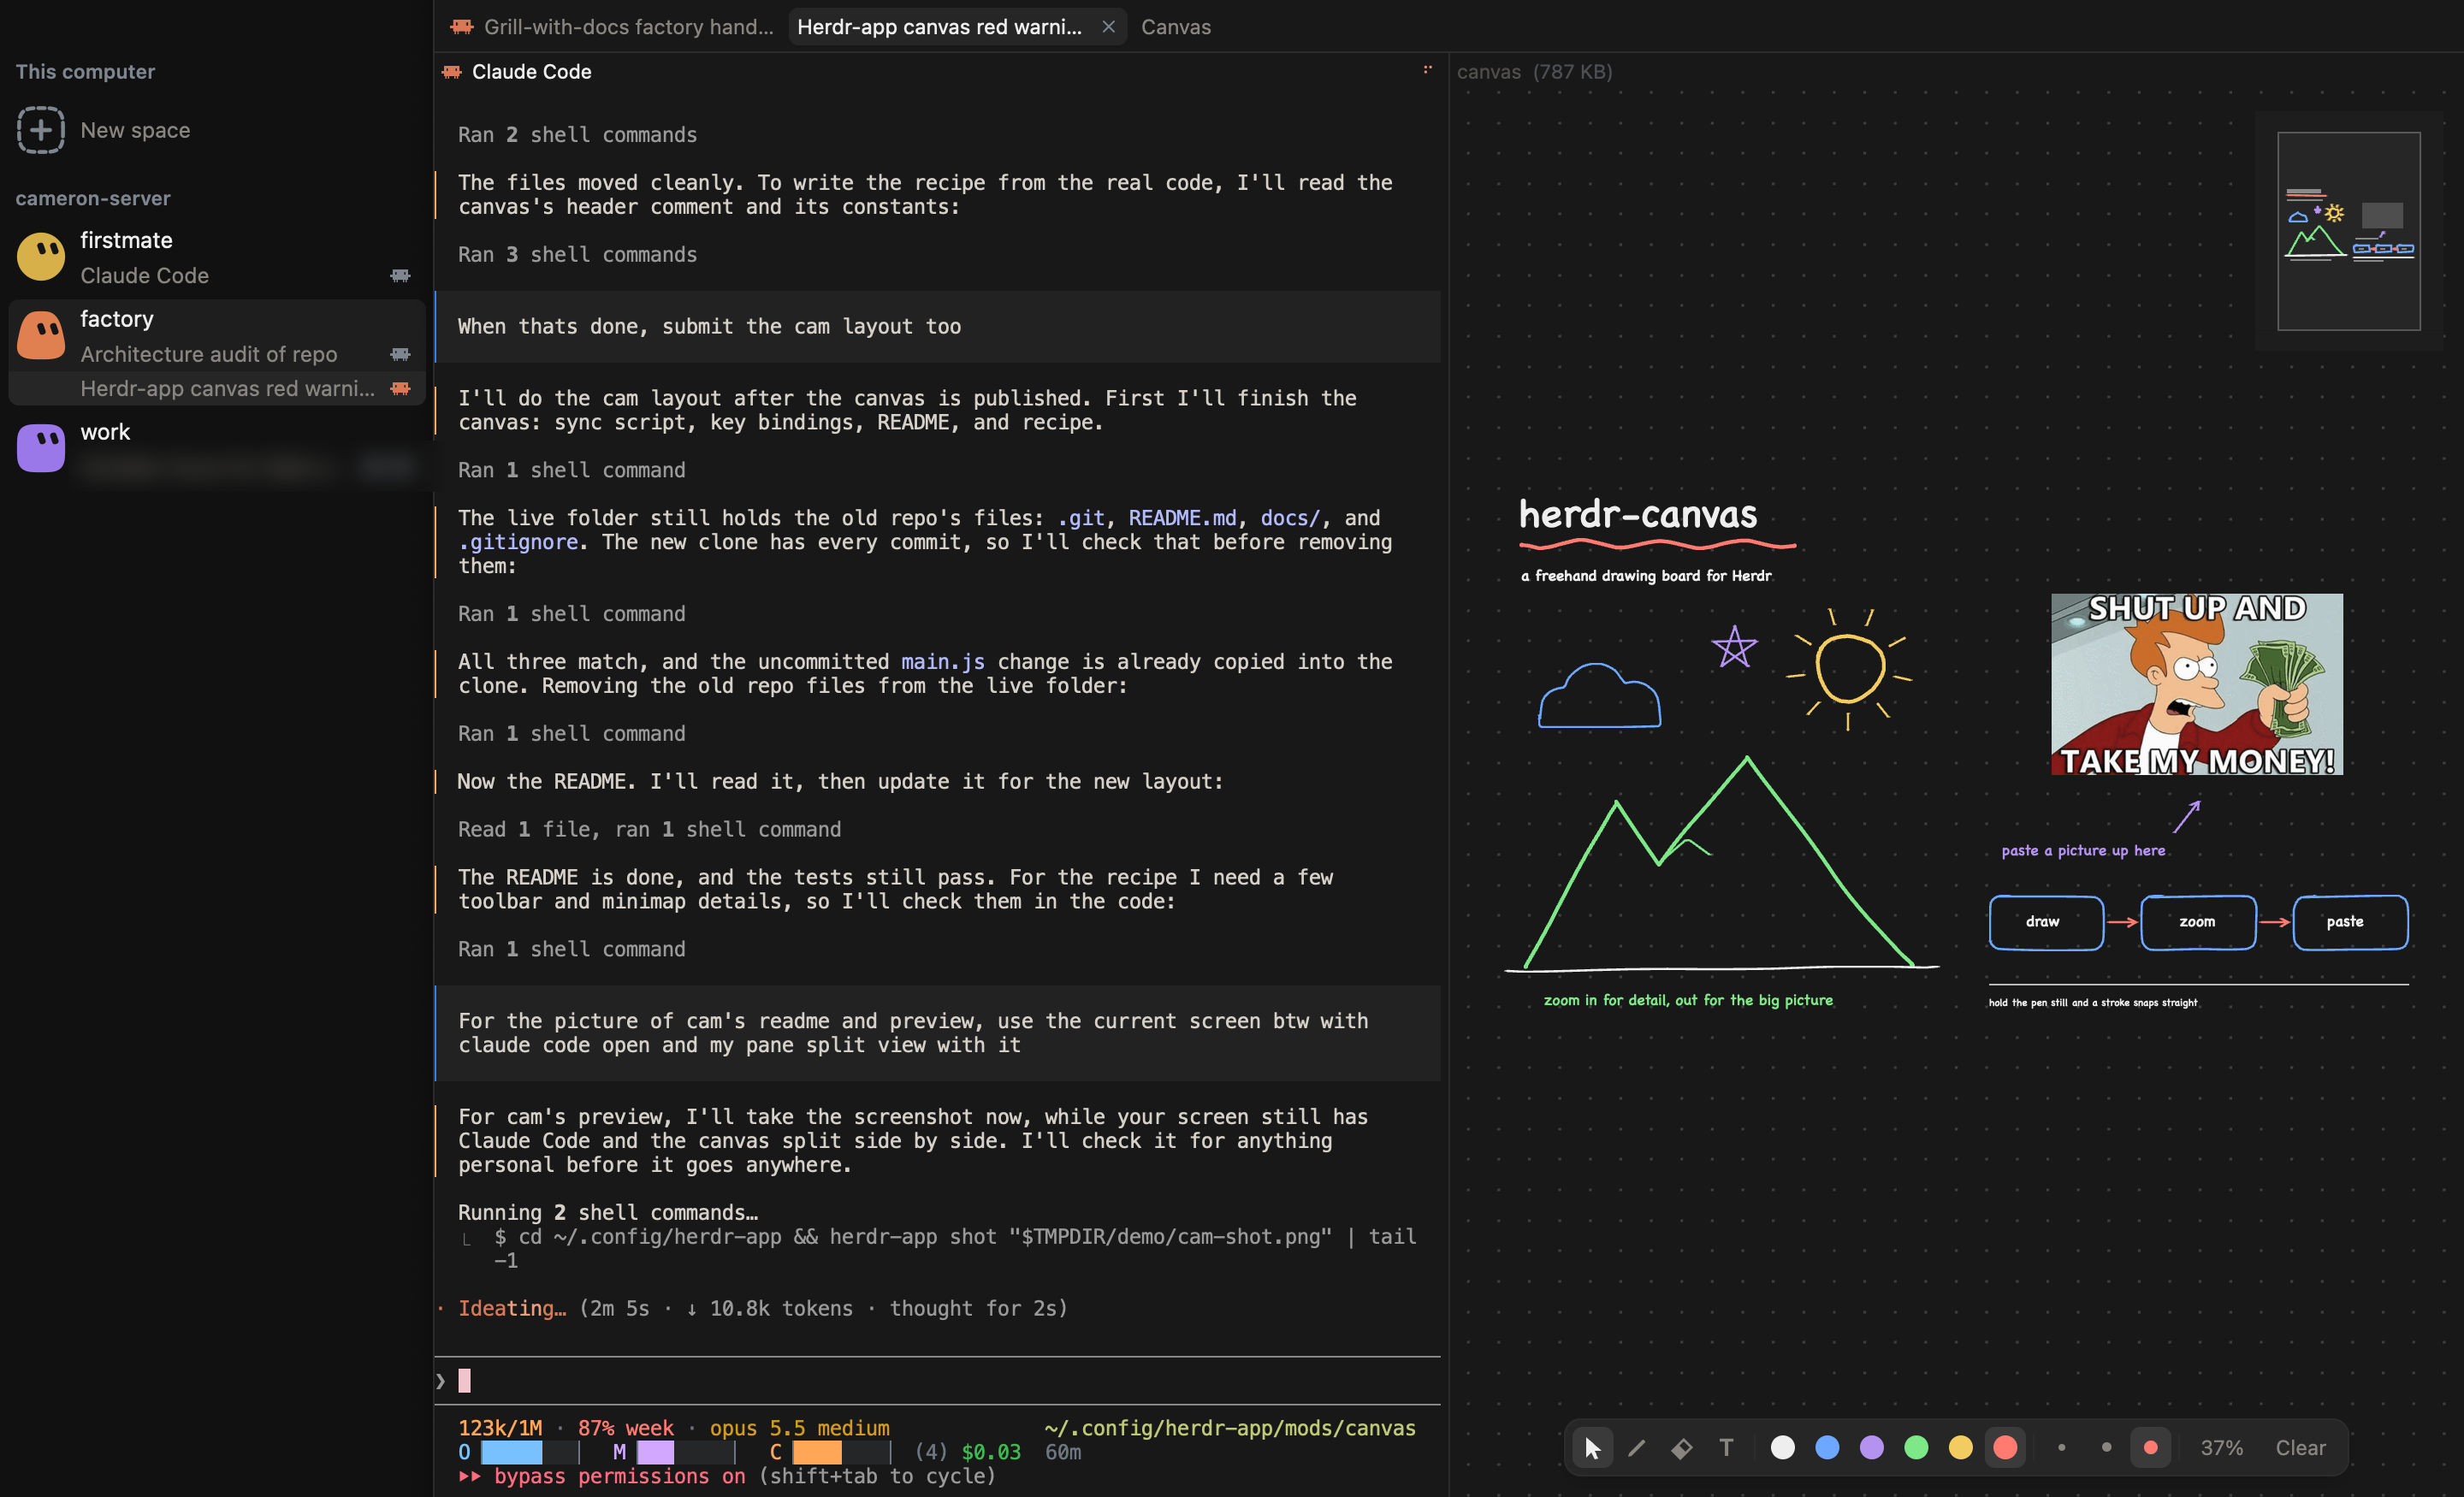 Grill-with-docs factory hand...
Herdr-app canvas red warni...
Canvas
This computer
New space
cameron-server
firstmate
Claude Code
factory
Architecture audit of repo
Herdr-app canvas red warni...
work
Claude Code
Ran 2 shell commands
The files moved cleanly. To write the recipe from the real code, I'll read the
canvas's header comment and its constants:
Ran 3 shell commands
When thats done, submit the cam layout too
I'll do the cam layout after the canvas is published. First I'll finish the
canvas: sync script, key bindings, README, and recipe.
Ran 1 shell command
The live folder still holds the old repo's files: .git, README.md, docs/, and
.gitignore. The new clone has every commit, so I'll check that before removing
them:
Ran 1 shell command
All three match, and the uncommitted main.js change is already copied into the
clone. Removing the old repo files from the live folder:
Ran 1 shell command
Now the README. I'll read it, then update it for the new layout:
Read 1 file, ran 1 shell command
The README is done, and the tests still pass. For the recipe I need a few
toolbar and minimap details, so I'll check them in the code:
Ran 1 shell command
For the picture of cam's readme and preview, use the current screen btw with
claude code open and my pane split view with it
For cam's preview, I'll take the screenshot now, while your screen still has
Claude Code and the canvas split side by side. I'll check it for anything
personal before it goes anywhere.
Running 2 shell commands…
$ cd ~/.config/herdr-app && herdr-app shot "$TMPDIR/demo/cam-shot.png" | tail
-1
· Ideating… (2m 5s · ↓ 10.8k tokens · thought for 2s)
❯
123k/1M · 87% week · opus 5.5 medium ~/.config/herdr-app/mods/canvas
O M C (4) $0.03 60m
bypass permissions on (shift+tab to cycle)
canvas (787 KB)
herdr-canvas
a freehand drawing board for Herdr
SHUT UP AND
TAKE MY MONEY!
paste a picture up here
draw
zoom
paste
zoom in for detail, out for the big picture
hold the pen still and a stroke snaps straight
T
37%
Clear